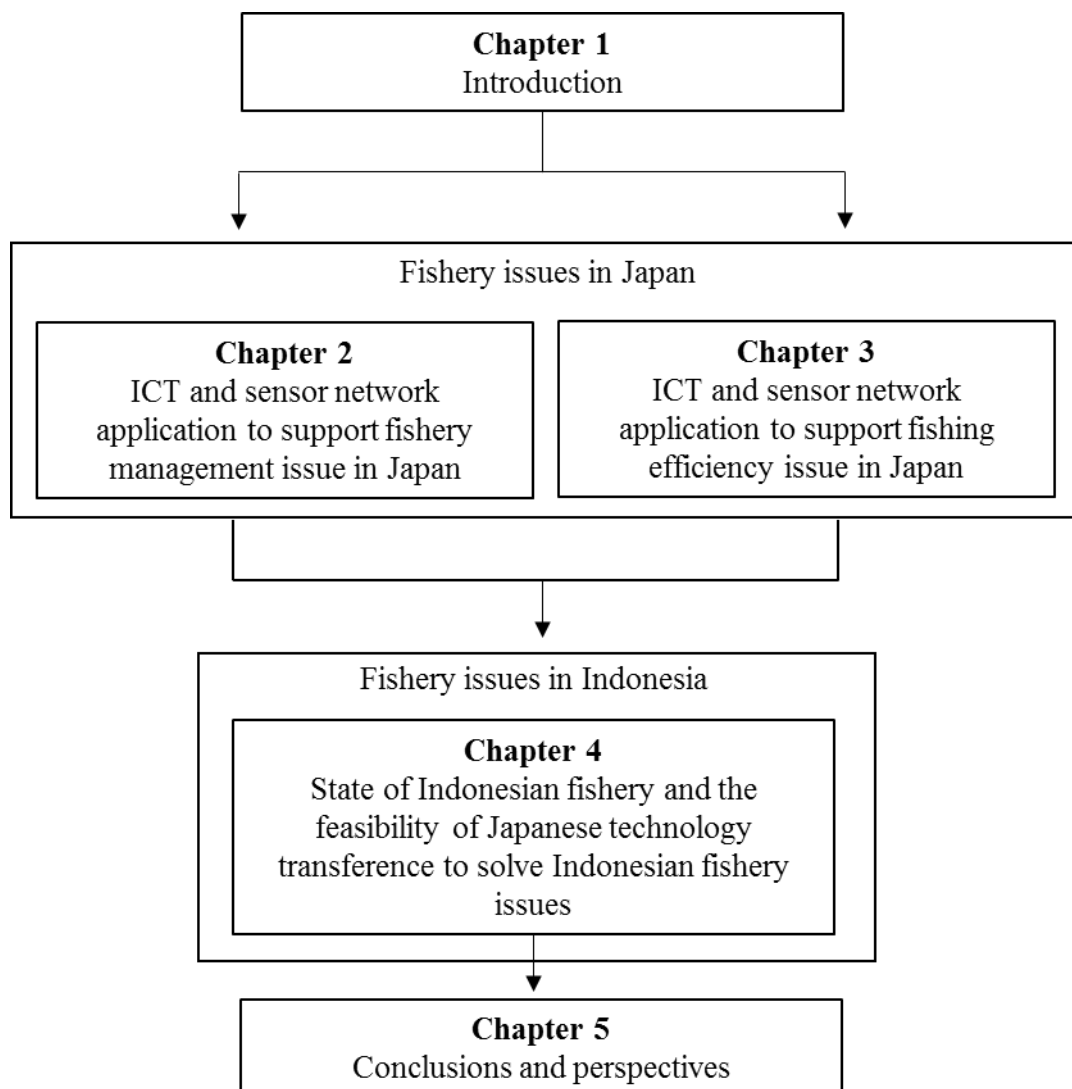 Chapter 1
Introduction
Fishery issues in Japan
Chapter 2
ICT and sensor network
application to support fishery
management issue in Japan
Chapter 3
ICT and sensor network
application to support fishing
efficiency issue in Japan
Fishery issues in Indonesia
Chapter 4
State of Indonesian fishery and the
feasibility of Japanese technology
transference to solve Indonesian fishery
issues
Chapter 5
Conclusions and perspectives